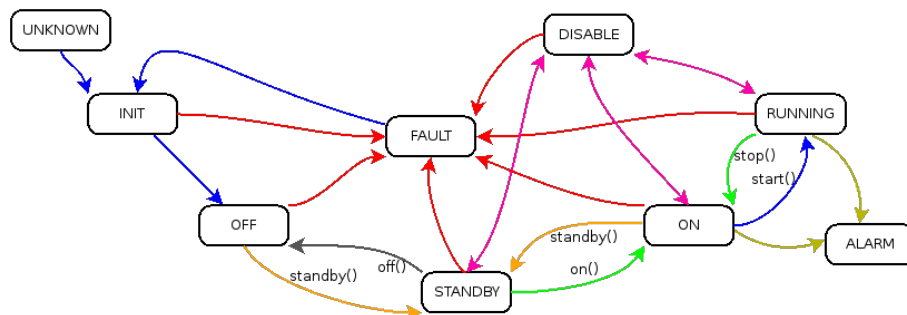 UNKNOWN
DISABLE
INIT
RUNNING
FAULT
stop()
start()
OFF
standby()
ON
ALARM
off()
on()
standby()
STANDBY